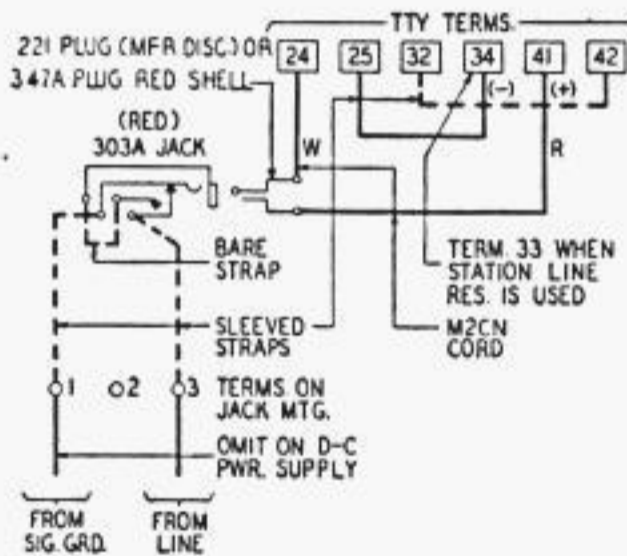 TTY TERMS.
221 PLUG (MFR DISC.) OR
347A PLUG RED SHELL
24 25 32 34 41 42
(-) (+)
(RED)
303A JACK
W
R
BARE
STRAP
TERM. 33 WHEN
STATION LINE
RES. IS USED
SLEEVED
STRAPS
M2CN
CORD
1 2 3
TERMS. ON
JACK MTG.
OMIT ON D-C
PWR. SUPPLY
FROM
SIG. GRD.
FROM
LINE